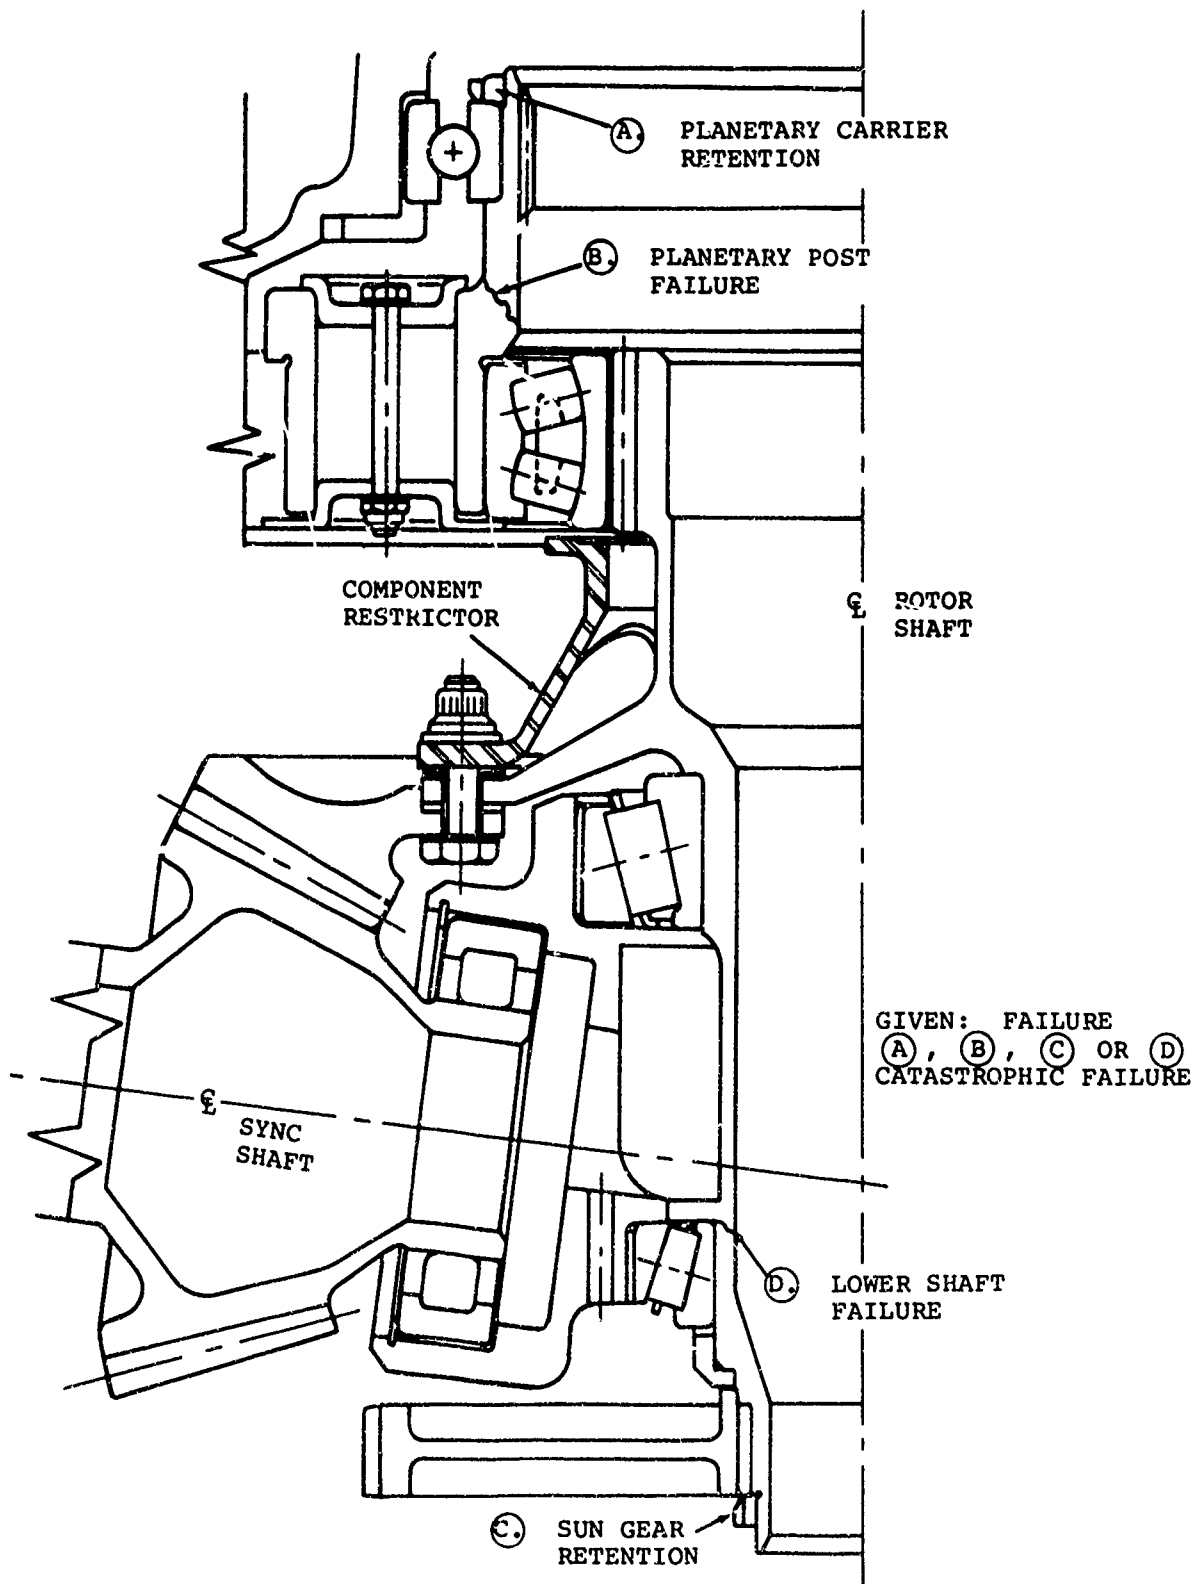 A. PLANETARY CARRIER
RETENTION
B. PLANETARY POST
FAILURE
COMPONENT
RESTRICTOR
℄ ROTOR
SHAFT
GIVEN: FAILURE
A, B, C OR D
CATASTROPHIC FAILURE
℄
SYNC
SHAFT
D. LOWER SHAFT
FAILURE
C. SUN GEAR
RETENTION